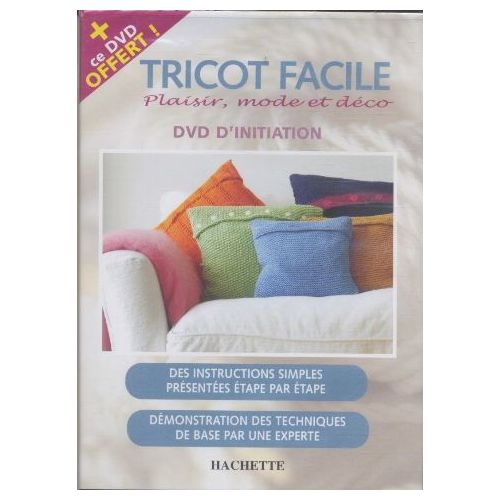 +
ce DVD
OFFERT !
TRICOT FACILE
Plaisir, mode et déco
DVD D'INITIATION
DES INSTRUCTIONS SIMPLES
PRÉSENTÉES ÉTAPE PAR ÉTAPE
DÉMONSTRATION DES TECHNIQUES
DE BASE PAR UNE EXPERTE
HACHETTE